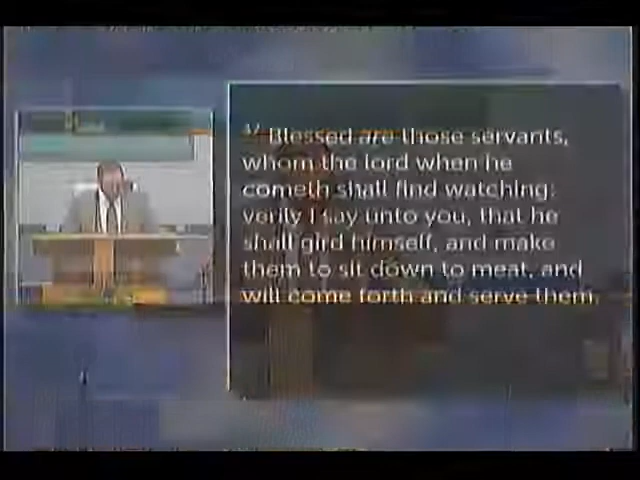 37 Blessed are those servants,
whom the lord when he
cometh shall find watching:
verily I say unto you, that he
shall gird himself, and make
them to sit down to meat, and
will come forth and serve them.